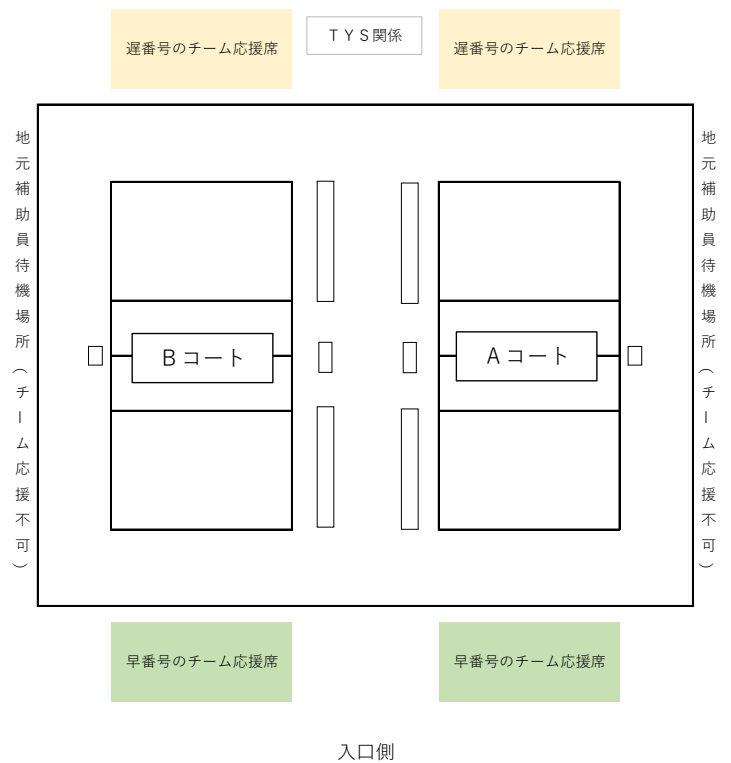 遅番号のチーム応援席
ＴＹＳ関係
遅番号のチーム応援席
地元補助員待機場所（チーム応援不可）
地元補助員待機場所（チーム応援不可）
Ｂコート
Ａコート
早番号のチーム応援席
早番号のチーム応援席
入口側